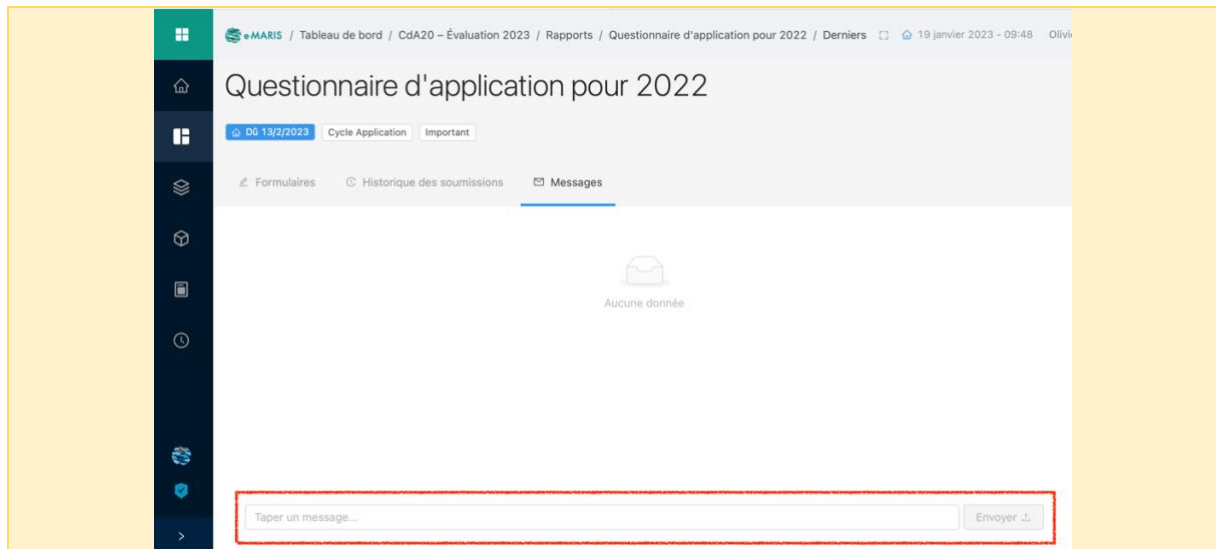 e-MARIS / Tableau de bord / CdA20 – Évaluation 2023 / Rapports / Questionnaire d'application pour 2022 / Derniers 19 janvier 2023 - 09:48
Questionnaire d'application pour 2022
Dû 13/2/2023 Cycle Application Important
Formulaires Historique des soumissions Messages
Aucune donnée
Taper un message... Envoyer